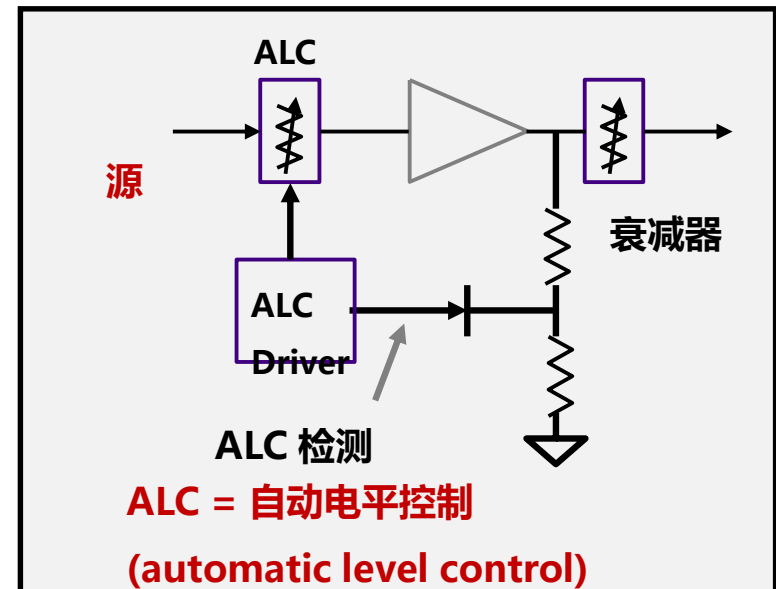 ALC
源
衰减器
ALC
Driver
ALC 检测
ALC = 自动电平控制
(automatic level control)